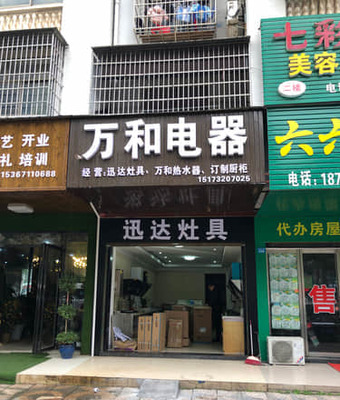 艺 开业
礼 培训
15367110688
万和电器
经营:迅达灶具、万和热水器、订制厨柜
15173207025
迅达灶具
七彩
美容
二楼
电
六六
电话:187
代办房屋
售